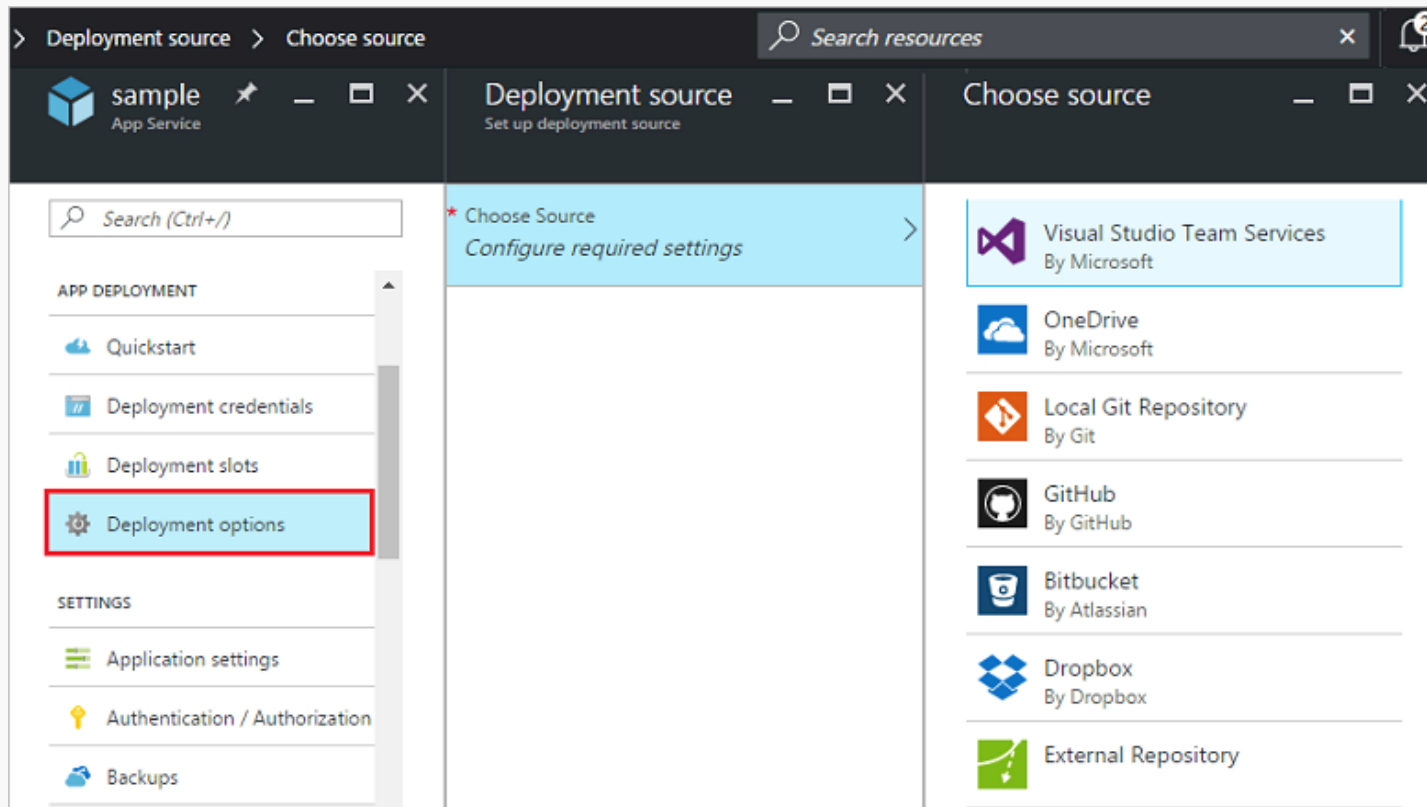 > Deployment source > Choose source
Search resources
2
sample
App Service
Search (Ctrl+/)
APP DEPLOYMENT
Quickstart
Deployment credentials
Deployment slots
Deployment options
SETTINGS
Application settings
Authentication / Authorization
Backups
Deployment source
Set up deployment source
* Choose Source
Configure required settings
Choose source
Visual Studio Team Services
By Microsoft
OneDrive
By Microsoft
Local Git Repository
By Git
GitHub
By GitHub
Bitbucket
By Atlassian
Dropbox
By Dropbox
External Repository